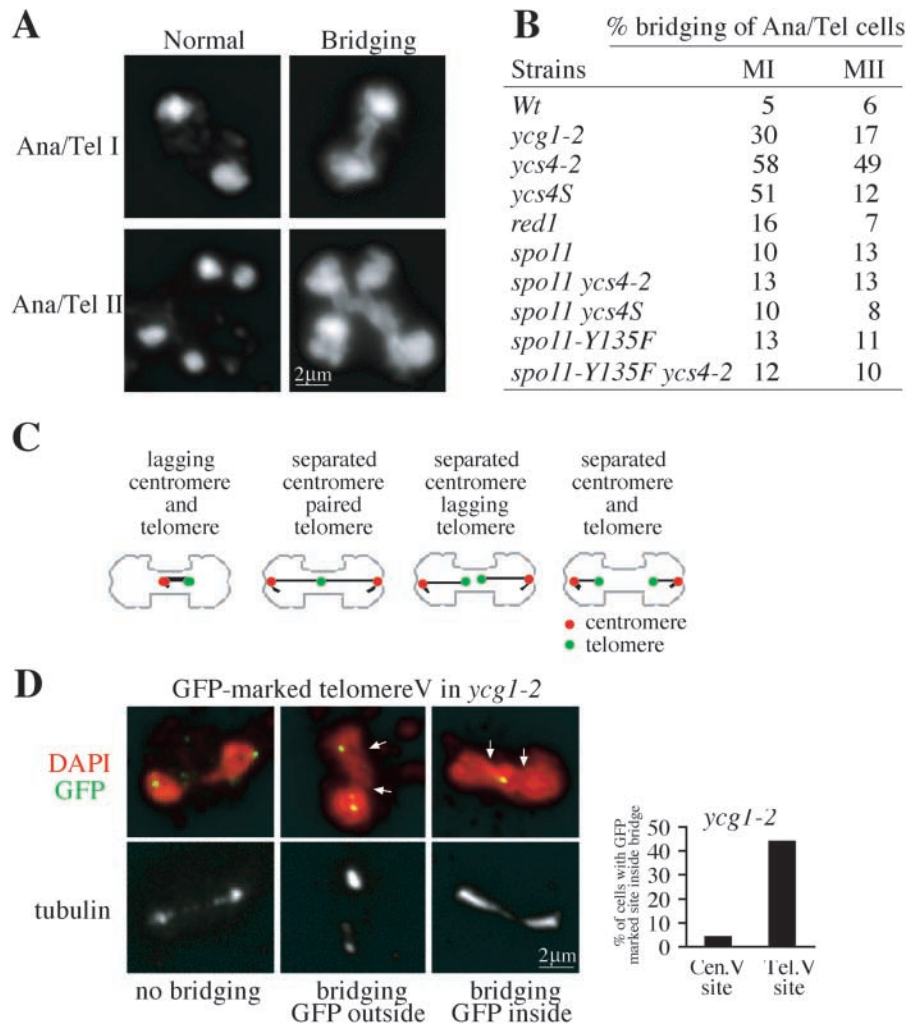 A
Normal
Bridging
Ana/Tel I
Ana/Tel II
2μm
B
% bridging of Ana/Tel cells
Strains MI MII
Wt 5 6
ycg1-2 30 17
ycs4-2 58 49
ycs4S 51 12
red1 16 7
spo11 10 13
spo11 ycs4-2 13 13
spo11 ycs4S 10 8
spo11-Y135F 13 11
spo11-Y135F ycs4-2 12 10
C
lagging
centromere
and
telomere
separated
centromere
paired
telomere
separated
centromere
lagging
telomere
separated
centromere
and
telomere
centromere
telomere
D
GFP-marked telomereV in ycg1-2
DAPI
GFP
tubulin
2μm
no bridging
bridging
GFP outside
bridging
GFP inside
% of cells with GFP
marked site inside bridge
ycg1-2
50
40
30
20
10
0
Cen.V
site
Tel.V
site